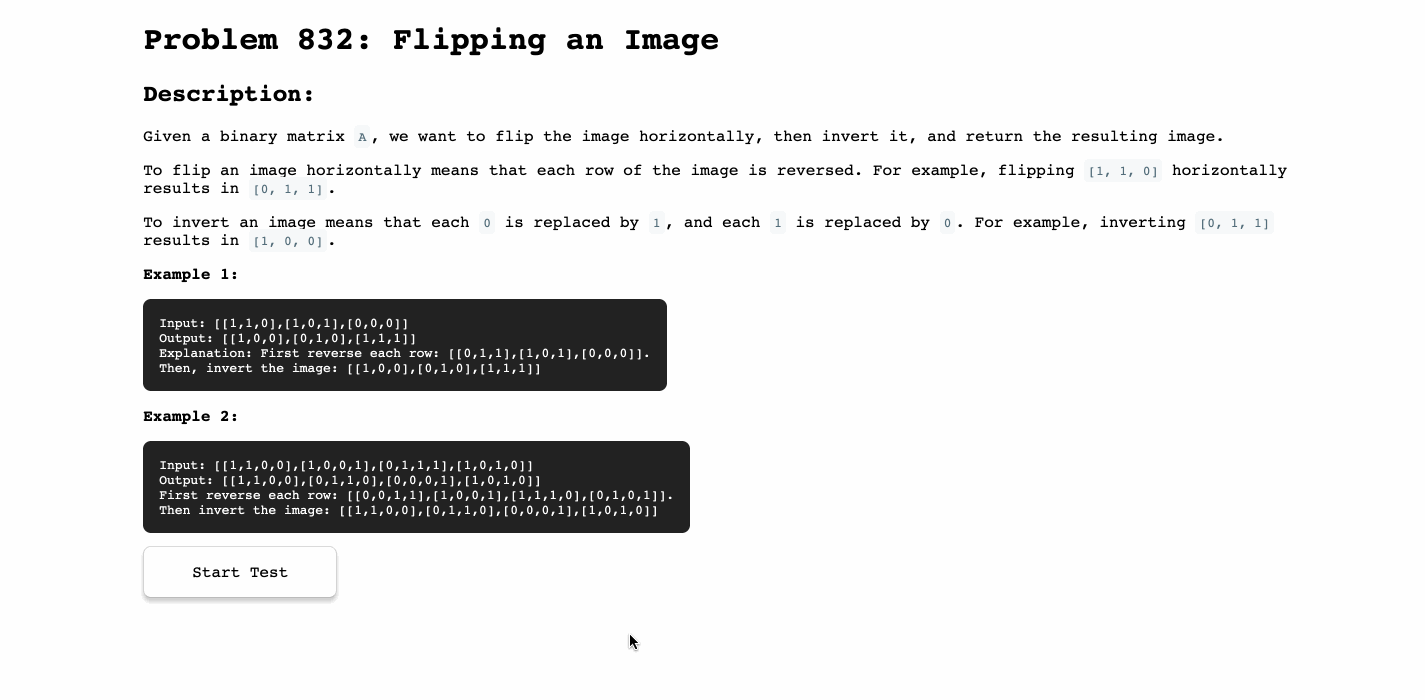 Problem 832: Flipping an Image
Description:
Given a binary matrix A, we want to flip the image horizontally, then invert it, and return the resulting image.
To flip an image horizontally means that each row of the image is reversed. For example, flipping [1, 1, 0] horizontally
results in [0, 1, 1].
To invert an image means that each 0 is replaced by 1, and each 1 is replaced by 0. For example, inverting [0, 1, 1]
results in [1, 0, 0].
Example 1:
Input: [[1,1,0],[1,0,1],[0,0,0]]
Output: [[1,0,0],[0,1,0],[1,1,1]]
Explanation: First reverse each row: [[0,1,1],[1,0,1],[0,0,0]].
Then, invert the image: [[1,0,0],[0,1,0],[1,1,1]]
Example 2:
Input: [[1,1,0,0],[1,0,0,1],[0,1,1,1],[1,0,1,0]]
Output: [[1,1,0,0],[0,1,1,0],[0,0,0,1],[1,0,1,0]]
First reverse each row: [[0,0,1,1],[1,0,0,1],[1,1,1,0],[0,1,0,1]].
Then invert the image: [[1,1,0,0],[0,1,1,0],[0,0,0,1],[1,0,1,0]]
Start Test